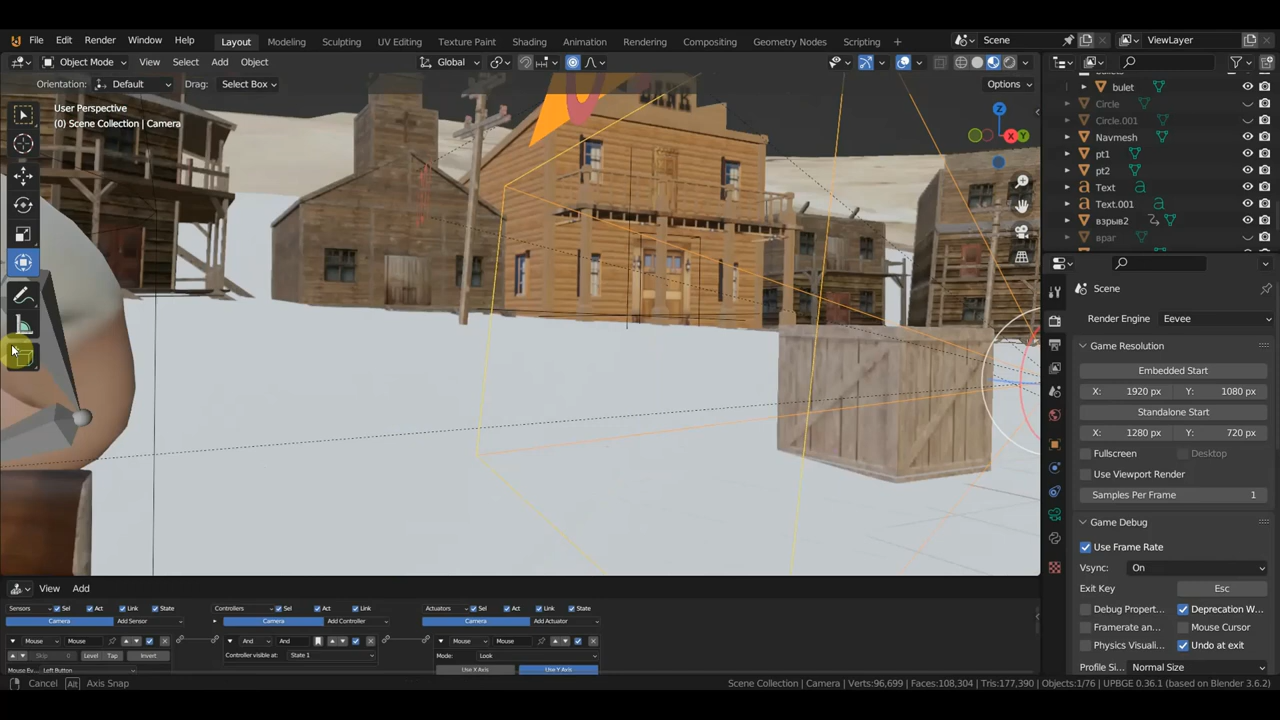 File Edit Render Window Help Layout Modeling Sculpting UV Editing Texture Paint Shading Animation Rendering Compositing Geometry Nodes Scripting + Scene ViewLayer
Object Mode View Select Add Object Global
Orientation: Default Drag: Select Box Options
User Perspective
(0) Scene Collection | Camera
Z
X Y
bulet
Circle
Circle.001
Navmesh
pt1
pt2
Text
Text.001
взрыв2
враг
Scene
Render Engine Eevee
Game Resolution
Embedded Start
X: 1920 px Y: 1080 px
Standalone Start
X: 1280 px Y: 720 px
Fullscreen Desktop
Use Viewport Render
Samples Per Frame 1
Game Debug
Use Frame Rate
Vsync: On
Exit Key Esc
Debug Propert... Deprecation W...
Framerate an... Mouse Cursor
Physics Visuali... Undo at exit
Profile Si... Normal Size
View Add
Sensors Sel Act Link State Controllers Sel Act Link Actuators Sel Act Link State
Camera Add Sensor Camera Add Controller Camera Add Actuator
Mouse Mouse And And Mouse Mouse
Skip 0 Level Tap Invert Controller visible at: State 1 Mode: Look
Mouse Ev Left Button Use X Axis Use Y Axis
Cancel Alt Axis Snap Scene Collection | Camera | Verts:96,699 | Faces:108,304 | Tris:177,390 | Objects:1/76 | UPBGE 0.36.1 (based on Blender 3.6.2)